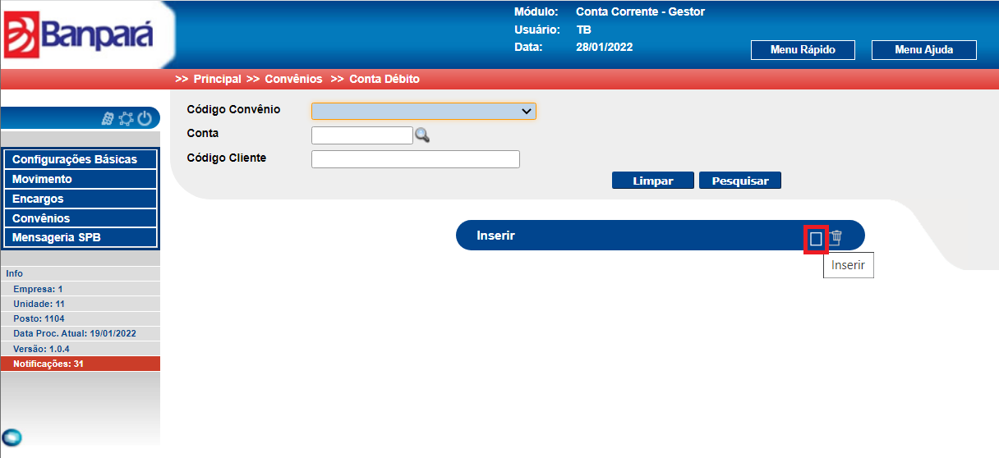 Banpará
Módulo: Conta Corrente - Gestor
Usuário: TB
Data: 28/01/2022
Menu Rápido
Menu Ajuda
>> Principal >> Convênios >> Conta Débito
Código Convênio
Conta
Código Cliente
Limpar
Pesquisar
Configurações Básicas
Movimento
Encargos
Convênios
Mensageria SPB
Inserir
Inserir
Info
Empresa: 1
Unidade: 11
Posto: 1104
Data Proc. Atual: 19/01/2022
Versão: 1.0.4
Notificações: 31